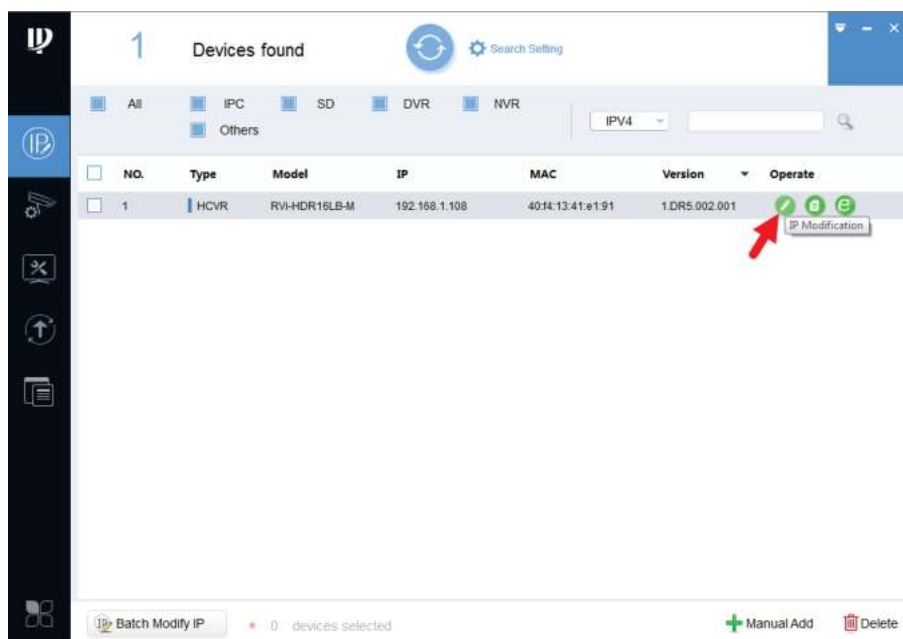 1 Devices found Search Setting
All IPC SD DVR NVR
Others
IPV4
NO. Type Model IP MAC Version Operate
1 HCVR RVi-HDR16LB-M 192.168.1.108 40:f4:13:41:e1:91 1.DR5.002.001
IP Modification
Batch Modify IP 0 devices selected Manual Add Delete